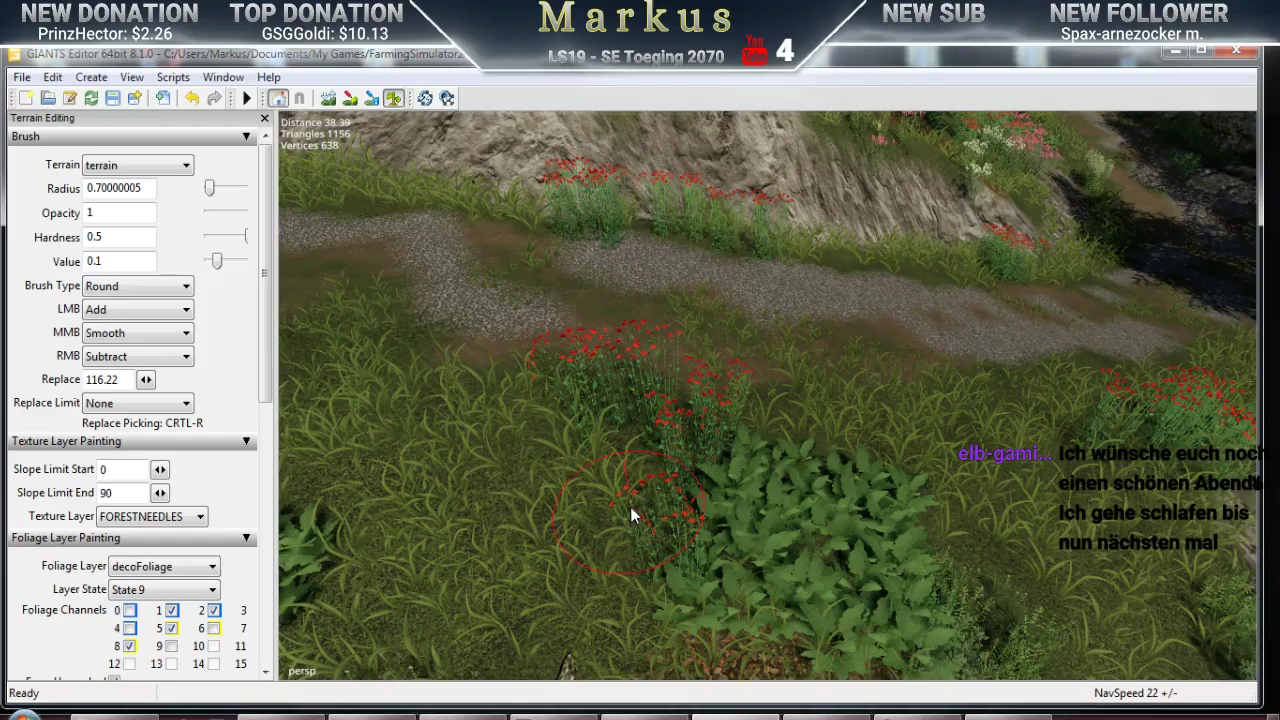 NEW DONATION
PrinzHector: $2.26
TOP DONATION
GSGGoldi: $10.13
Markus
LS19 - SE Toeging 2070
You
Tube
4
NEW SUB
NEW FOLLOWER
Spax-arnezocker m.
GIANTS Editor 64bit 8.1.0 - C:/Users/Markus/Documents/My Games/FarmingSimulator2
File Edit Create View Scripts Window Help
Terrain Editing
Brush
Terrain terrain
Radius 0.70000005
Opacity 1
Hardness 0.5
Value 0.1
Brush Type Round
LMB Add
MMB Smooth
RMB Subtract
Replace 116.22
Replace Limit None
Replace Picking: CRTL-R
Texture Layer Painting
Slope Limit Start 0
Slope Limit End 90
Texture Layer FORESTNEEDLES
Foliage Layer Painting
Foliage Layer decoFoliage
Layer State State 9
Foliage Channels 0 1 2 3
4 5 6 7
8 9 10 11
12 13 14 15
Distance 38.39
Triangles 1156
Vertices 638
elb-gami... Ich wünsche euch noch
einen schönen Abende
Ich gehe schlafen bis
nun nächsten mal
persp
Ready
NavSpeed 22 +/-